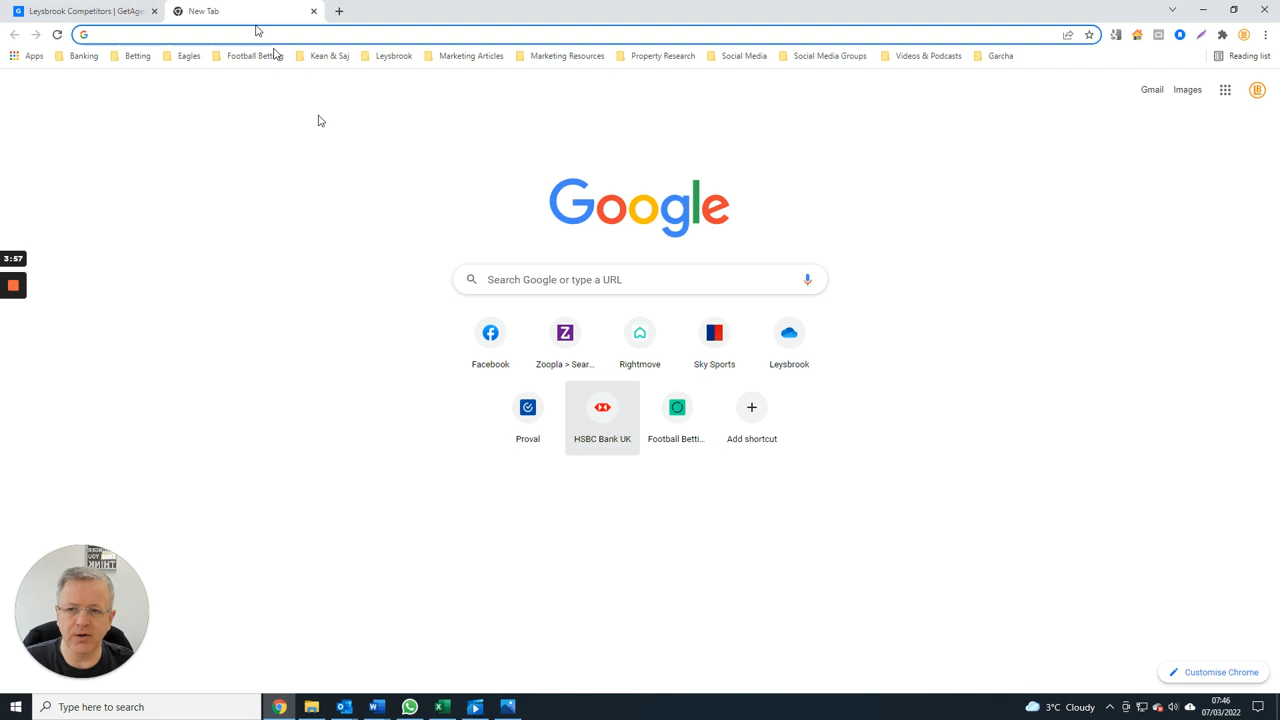 Leysbrook Competitors | GetAge
New Tab
Apps
Banking
Betting
Eagles
Football Betting
Kean & Saj
Leysbrook
Marketing Articles
Marketing Resources
Property Research
Social Media
Social Media Groups
Videos & Podcasts
Garcha
Reading list
Gmail
Images
LB
Google
Search Google or type a URL
Facebook
Zoopla > Sear...
Rightmove
Sky Sports
Leysbrook
Proval
HSBC Bank UK
Football Betti...
Add shortcut
3:57
THINK
Customise Chrome
Type here to search
3°C Cloudy
07:46
07/03/2022